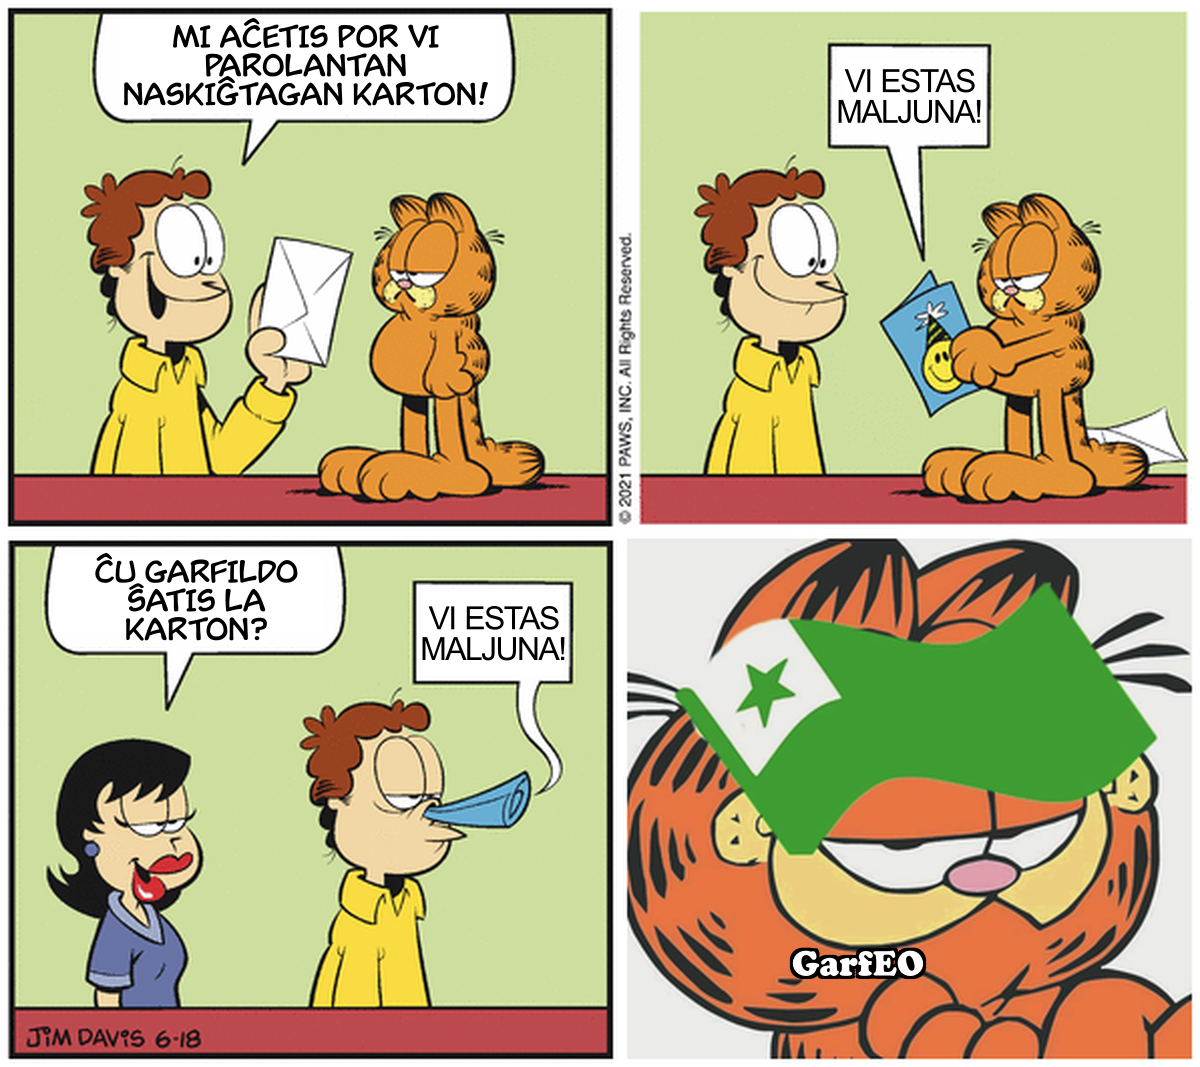 MI AĈETIS POR VI
PAROLANTAN
NASKIĜTAGAN KARTON!
VI ESTAS
MALJUNA!
© 2021 PAWS, INC. All Rights Reserved.
ĈU GARFILDO
ŜATIS LA
KARTON?
VI ESTAS
MALJUNA!
JIM DAVIS 6-18
GarfEO